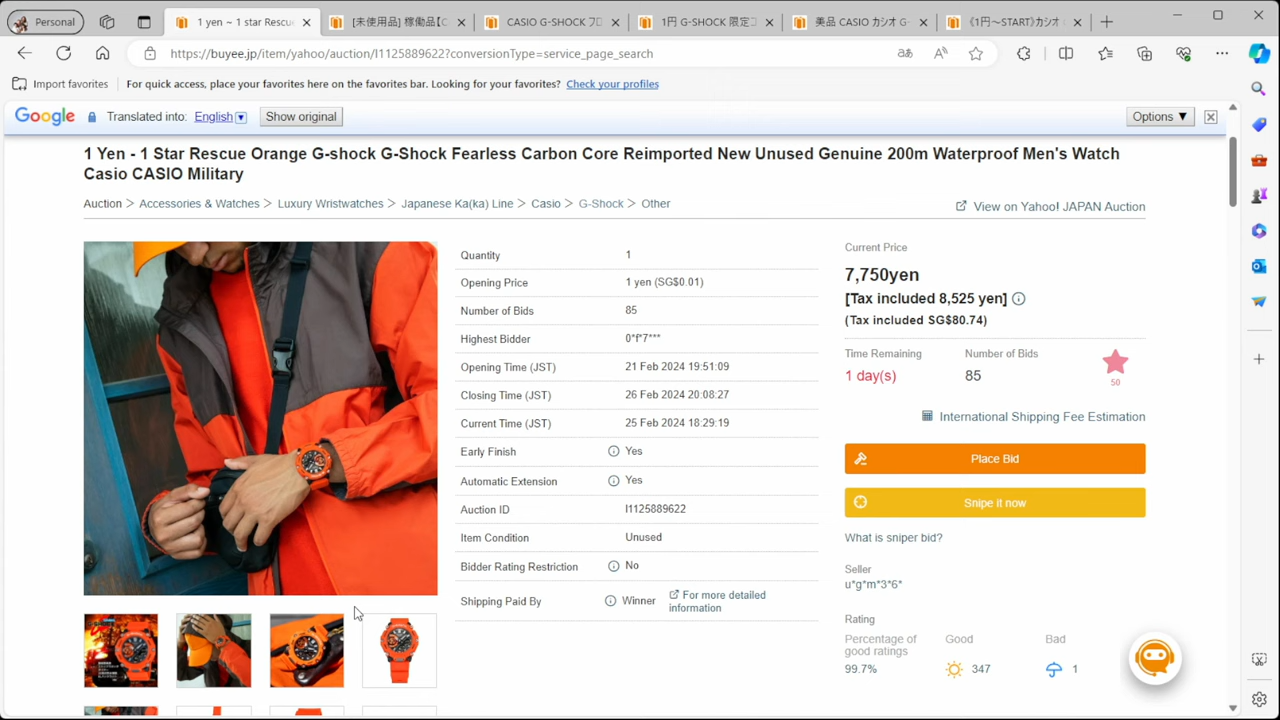 Personal
1 yen ~ 1 star Rescu
[未使用品] 稼働品【C
CASIO G-SHOCK フロ
1円 G-SHOCK 限定コ
美品 CASIO カシオ G-
《1円～START》カシオ G
https://buyee.jp/item/yahoo/auction/l1125889622?conversionType=service_page_search
Import favorites
For quick access, place your favorites here on the favorites bar. Looking for your favorites? Check your profiles
Google
Translated into: English
Show original
Options ▼
1 Yen - 1 Star Rescue Orange G-shock G-Shock Fearless Carbon Core Reimported New Unused Genuine 200m Waterproof Men's Watch
Casio CASIO Military
Auction > Accessories & Watches > Luxury Wristwatches > Japanese Ka(ka) Line > Casio > G-Shock > Other
View on Yahoo! JAPAN Auction
Quantity 1
Opening Price 1 yen (SG$0.01)
Number of Bids 85
Highest Bidder 0*f*7***
Opening Time (JST) 21 Feb 2024 19:51:09
Closing Time (JST) 26 Feb 2024 20:08:27
Current Time (JST) 25 Feb 2024 18:29:19
Early Finish Yes
Automatic Extension Yes
Auction ID l1125889622
Item Condition Unused
Bidder Rating Restriction No
Shipping Paid By Winner
For more detailed
information
Current Price
7,750yen
[Tax included 8,525 yen]
(Tax included SG$80.74)
Time Remaining
1 day(s)
Number of Bids
85
50
International Shipping Fee Estimation
Place Bid
Snipe it now
What is sniper bid?
Seller
u*g*m*3*6*
Rating
Percentage of
good ratings
99.7%
Good
347
Bad
1